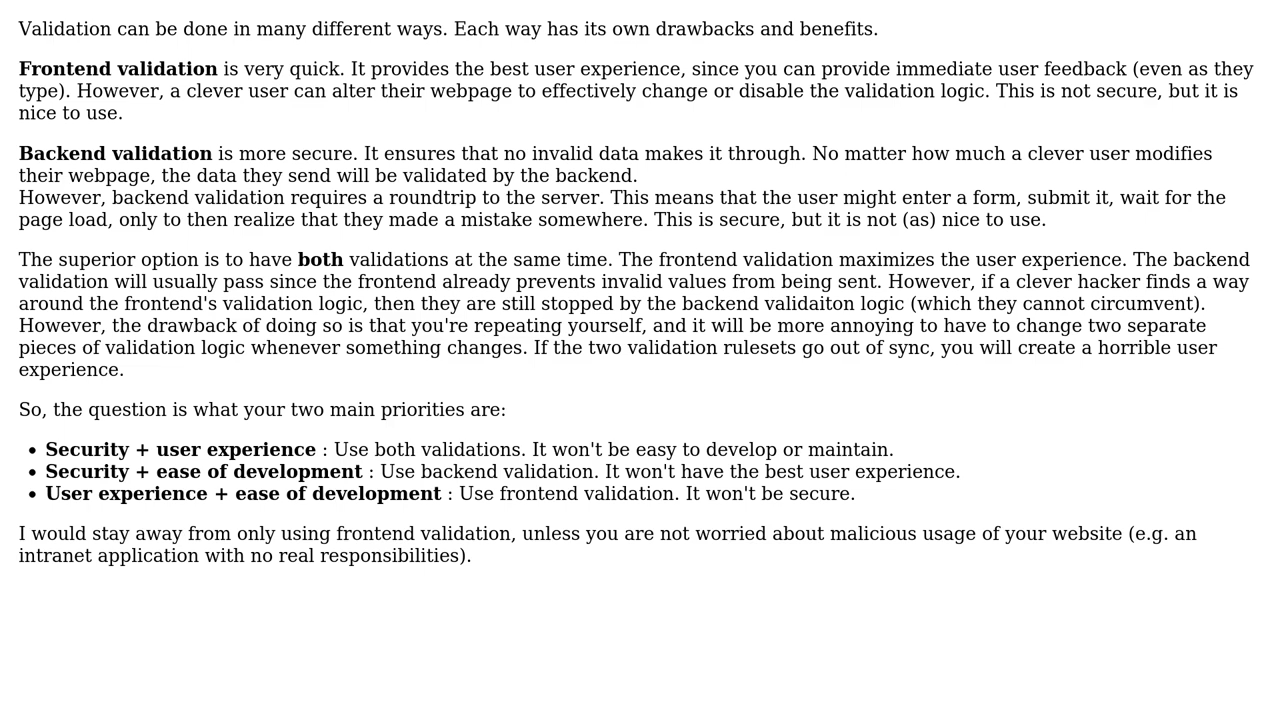 Validation can be done in many different ways. Each way has its own drawbacks and benefits.
Frontend validation is very quick. It provides the best user experience, since you can provide immediate user feedback (even as they
type). However, a clever user can alter their webpage to effectively change or disable the validation logic. This is not secure, but it is
nice to use.
Backend validation is more secure. It ensures that no invalid data makes it through. No matter how much a clever user modifies
their webpage, the data they send will be validated by the backend.
However, backend validation requires a roundtrip to the server. This means that the user might enter a form, submit it, wait for the
page load, only to then realize that they made a mistake somewhere. This is secure, but it is not (as) nice to use.
The superior option is to have both validations at the same time. The frontend validation maximizes the user experience. The backend
validation will usually pass since the frontend already prevents invalid values from being sent. However, if a clever hacker finds a way
around the frontend's validation logic, then they are still stopped by the backend validaiton logic (which they cannot circumvent).
However, the drawback of doing so is that you're repeating yourself, and it will be more annoying to have to change two separate
pieces of validation logic whenever something changes. If the two validation rulesets go out of sync, you will create a horrible user
experience.
So, the question is what your two main priorities are:
• Security + user experience : Use both validations. It won't be easy to develop or maintain.
• Security + ease of development : Use backend validation. It won't have the best user experience.
• User experience + ease of development : Use frontend validation. It won't be secure.
I would stay away from only using frontend validation, unless you are not worried about malicious usage of your website (e.g. an
intranet application with no real responsibilities).